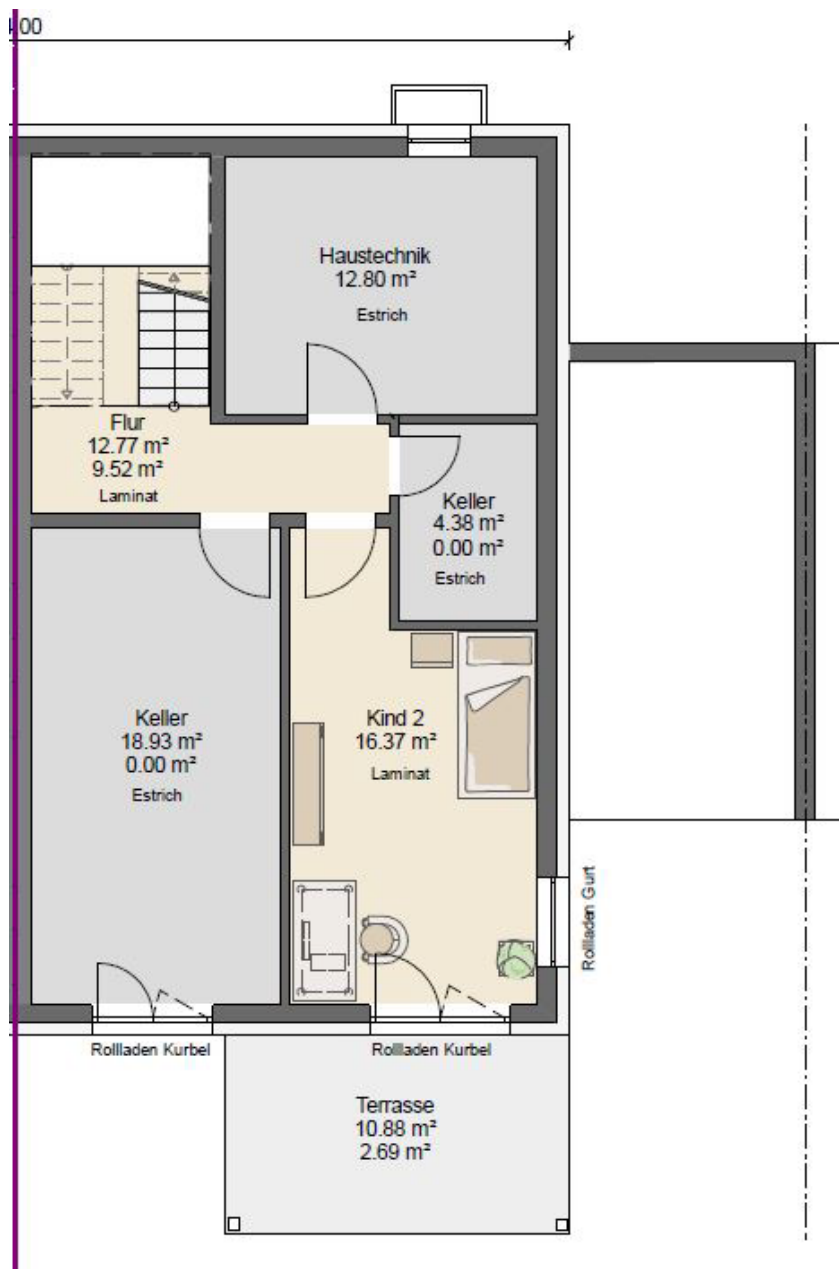 Haustechnik
12.80 m²
Estrich
Flur
12.77 m²
9.52 m²
Laminat
Keller
4.38 m²
0.00 m²
Estrich
Keller
18.93 m²
0.00 m²
Estrich
Kind 2
16.37 m²
Laminat
Rollladen Gurt
Rollladen Kurbel
Rollladen Kurbel
Terrasse
10.88 m²
2.69 m²